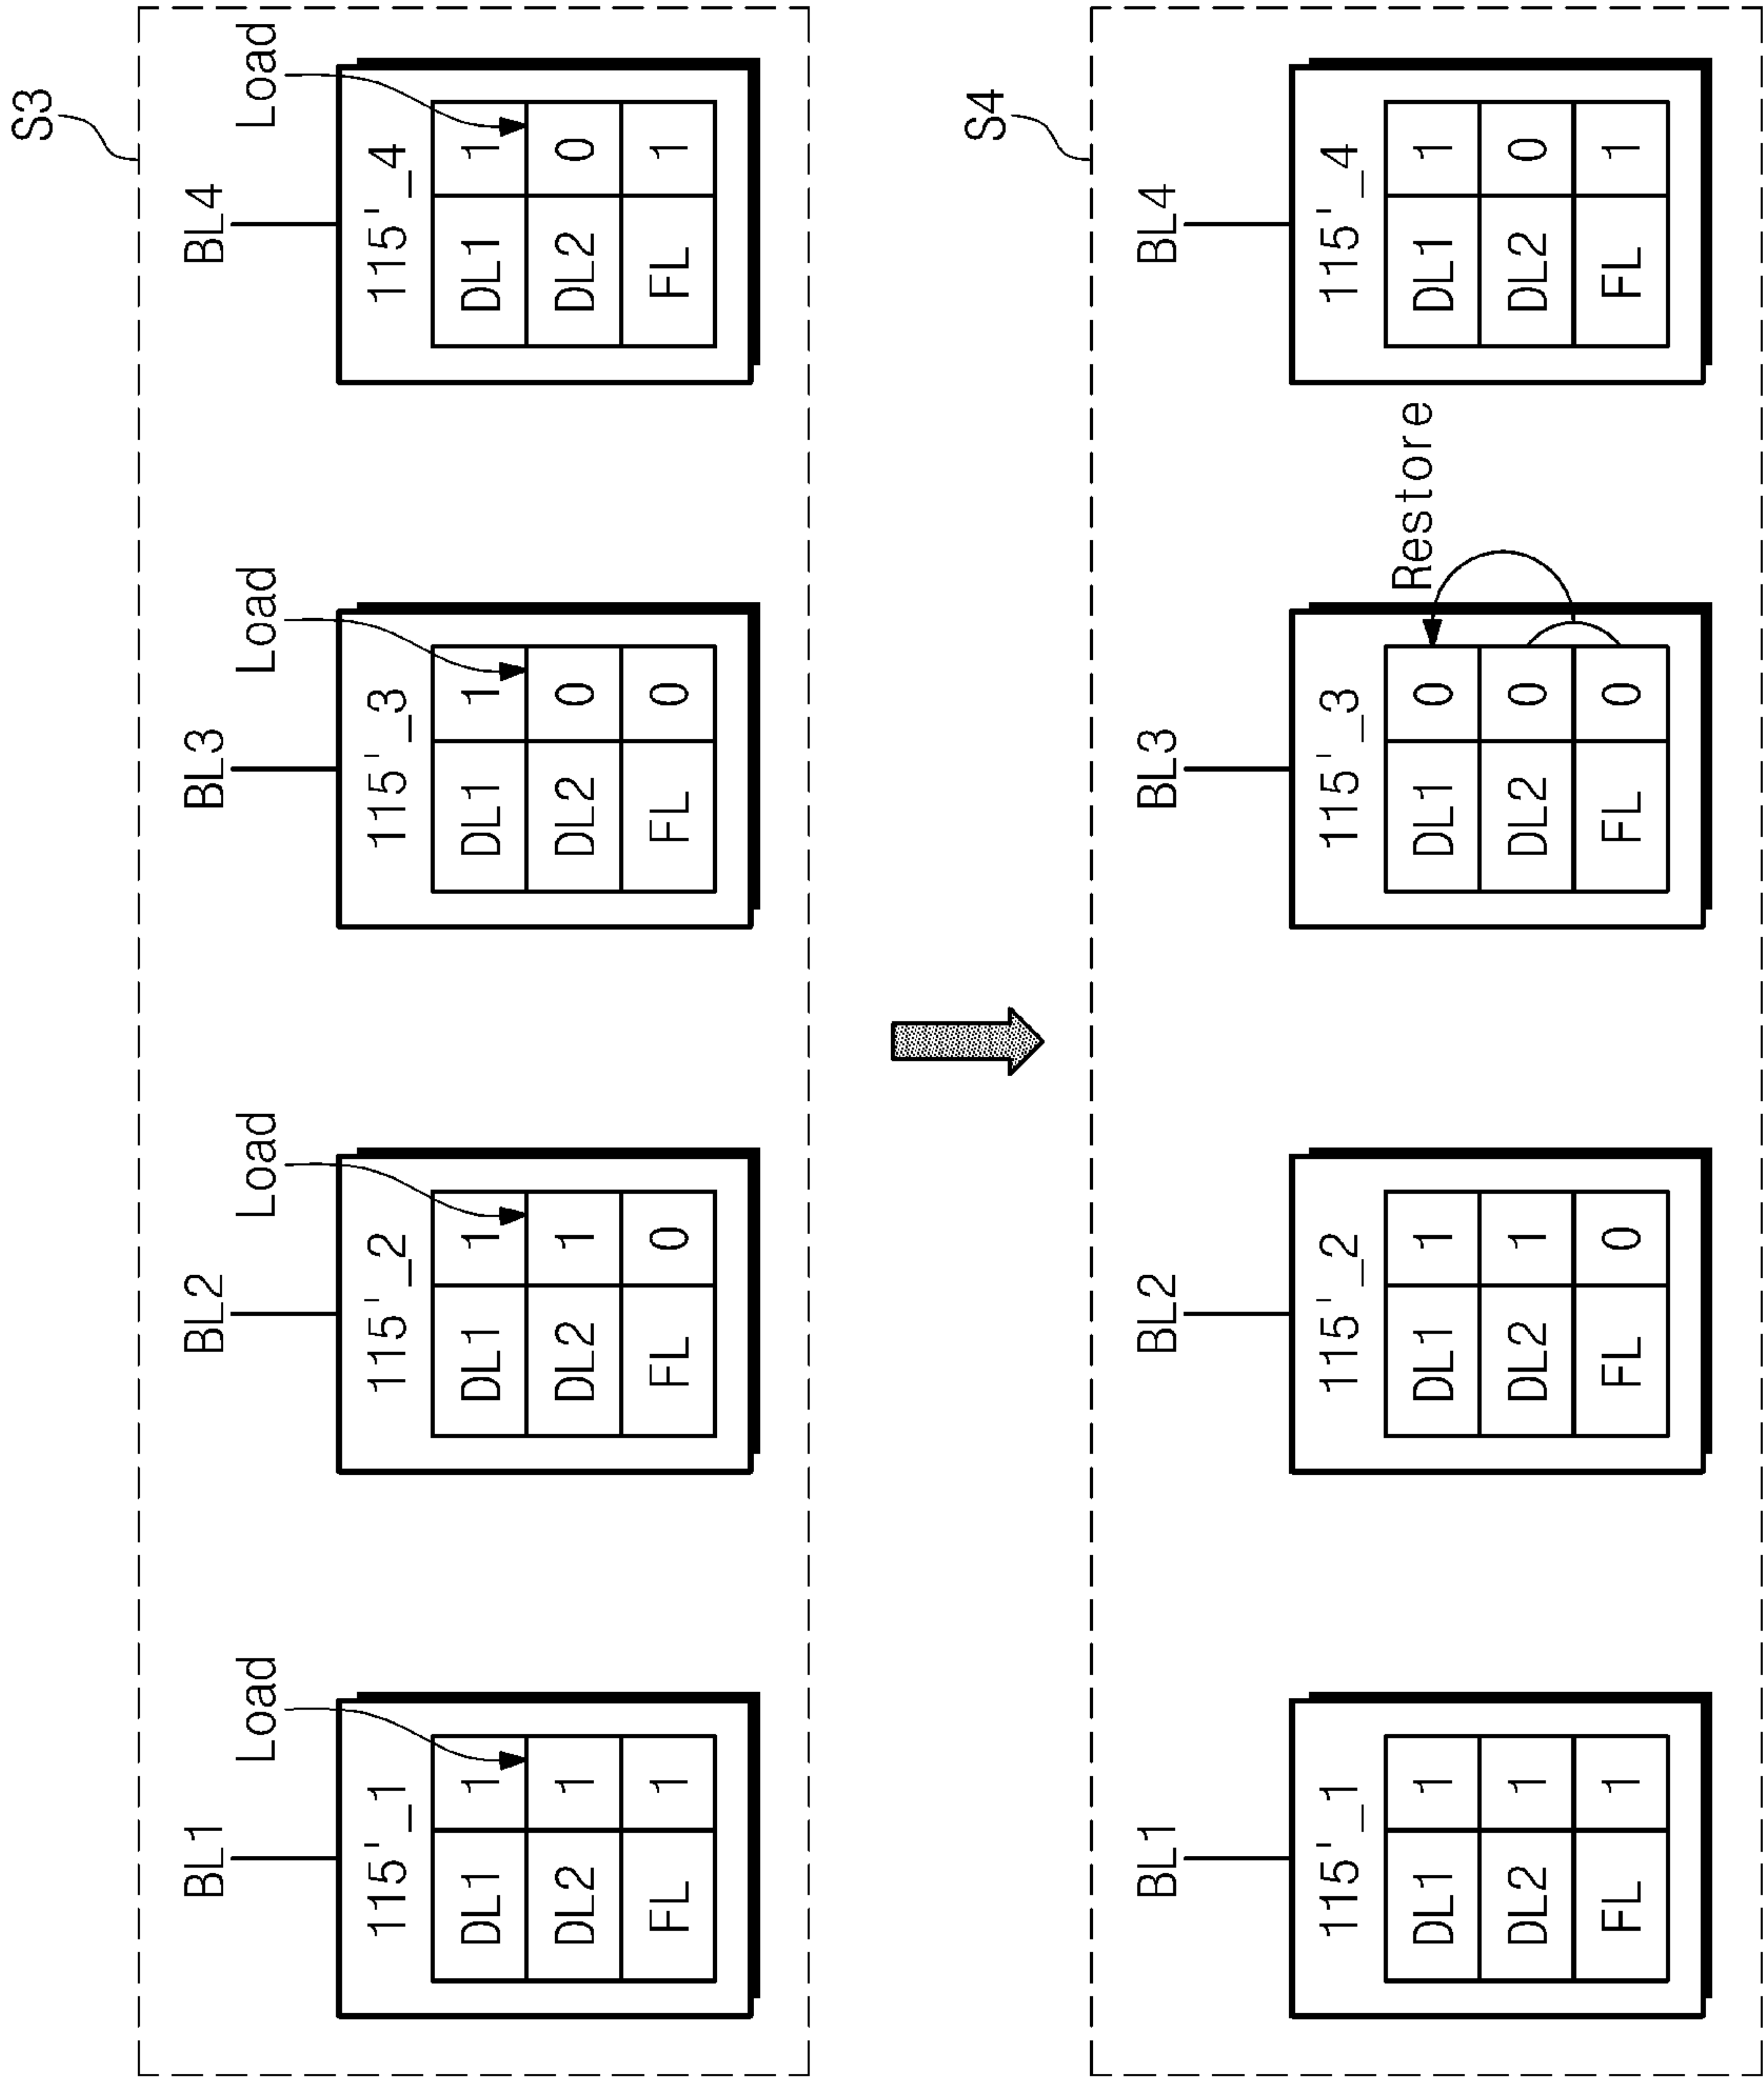 S3
BL1
BL2
BL3
BL4
Load
Load
Load
Load
115'_1
115'_2
115'_3
115'_4
DL1 1
DL2 1
FL 1
DL1 1
DL2 1
FL 0
DL1 1
DL2 0
FL 0
DL1 1
DL2 0
FL 1
S4
BL1
BL2
BL3
BL4
115'_1
115'_2
115'_3
115'_4
DL1 1
DL2 1
FL 1
DL1 1
DL2 1
FL 0
DL1 0
DL2 0
FL 0
Restore
DL1 1
DL2 0
FL 1